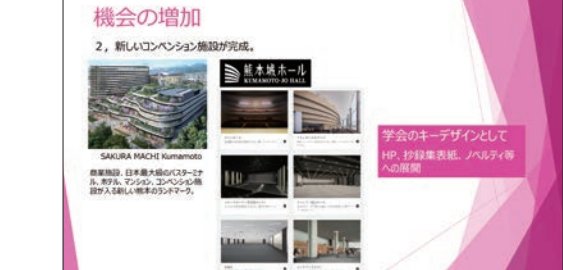 機会の増加
２，新しいコンベンション施設が完成。
熊本城ホール
KUMAMOTO-JO HALL
SAKURA MACHI Kumamoto
商業施設、日本最大級のバスターミナ
ル、ホテル、マンション、コンベンション施
設が入る新しい熊本のランドマーク。
学会のキーデザインとして
HP、抄録集表紙、ノベルティ等
への展開